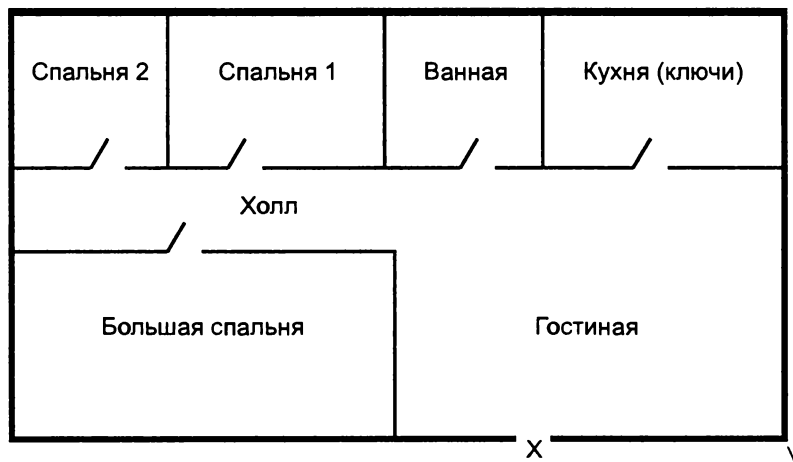 Спальня 2
Спальня 1
Ванная
Кухня (ключи)
Холл
Большая спальня
Гостиная
X